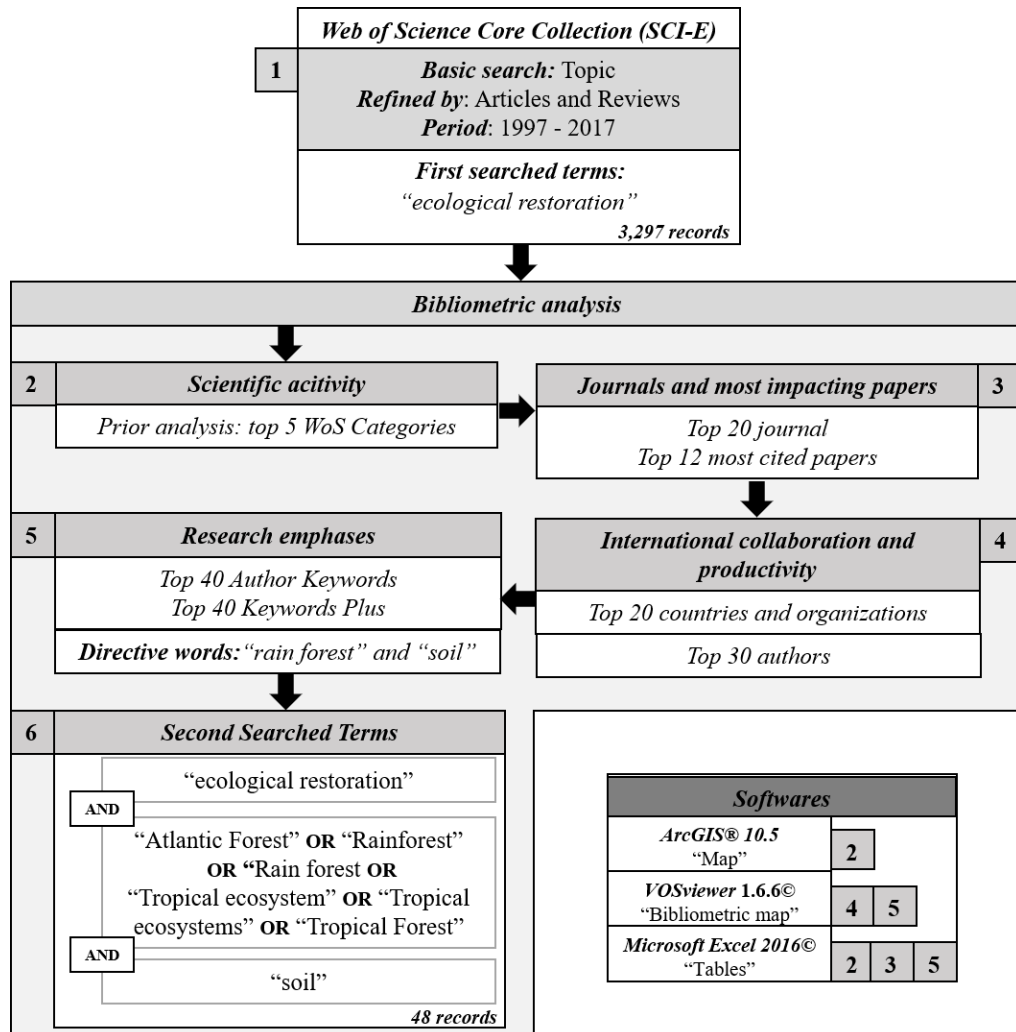 Web of Science Core Collection (SCI-E)
1
Basic search: Topic
Refined by: Articles and Reviews
Period: 1997 - 2017
First searched terms:
“ecological restoration”
3,297 records
Bibliometric analysis
2
Scientific acitivity
Prior analysis: top 5 WoS Categories
Journals and most impacting papers
3
Top 20 journal
Top 12 most cited papers
International collaboration and
productivity
4
Top 20 countries and organizations
Top 30 authors
5
Research emphases
Top 40 Author Keywords
Top 40 Keywords Plus
Directive words:“rain forest” and “soil”
6
Second Searched Terms
“ecological restoration”
AND
“Atlantic Forest” OR “Rainforest”
OR “Rain forest OR
“Tropical ecosystem” OR “Tropical
ecosystems” OR “Tropical Forest”
AND
“soil”
48 records
Softwares
ArcGIS® 10.5
“Map”
2
VOSviewer 1.6.6©
“Bibliometric map”
4 5
Microsoft Excel 2016©
“Tables”
2 3 5